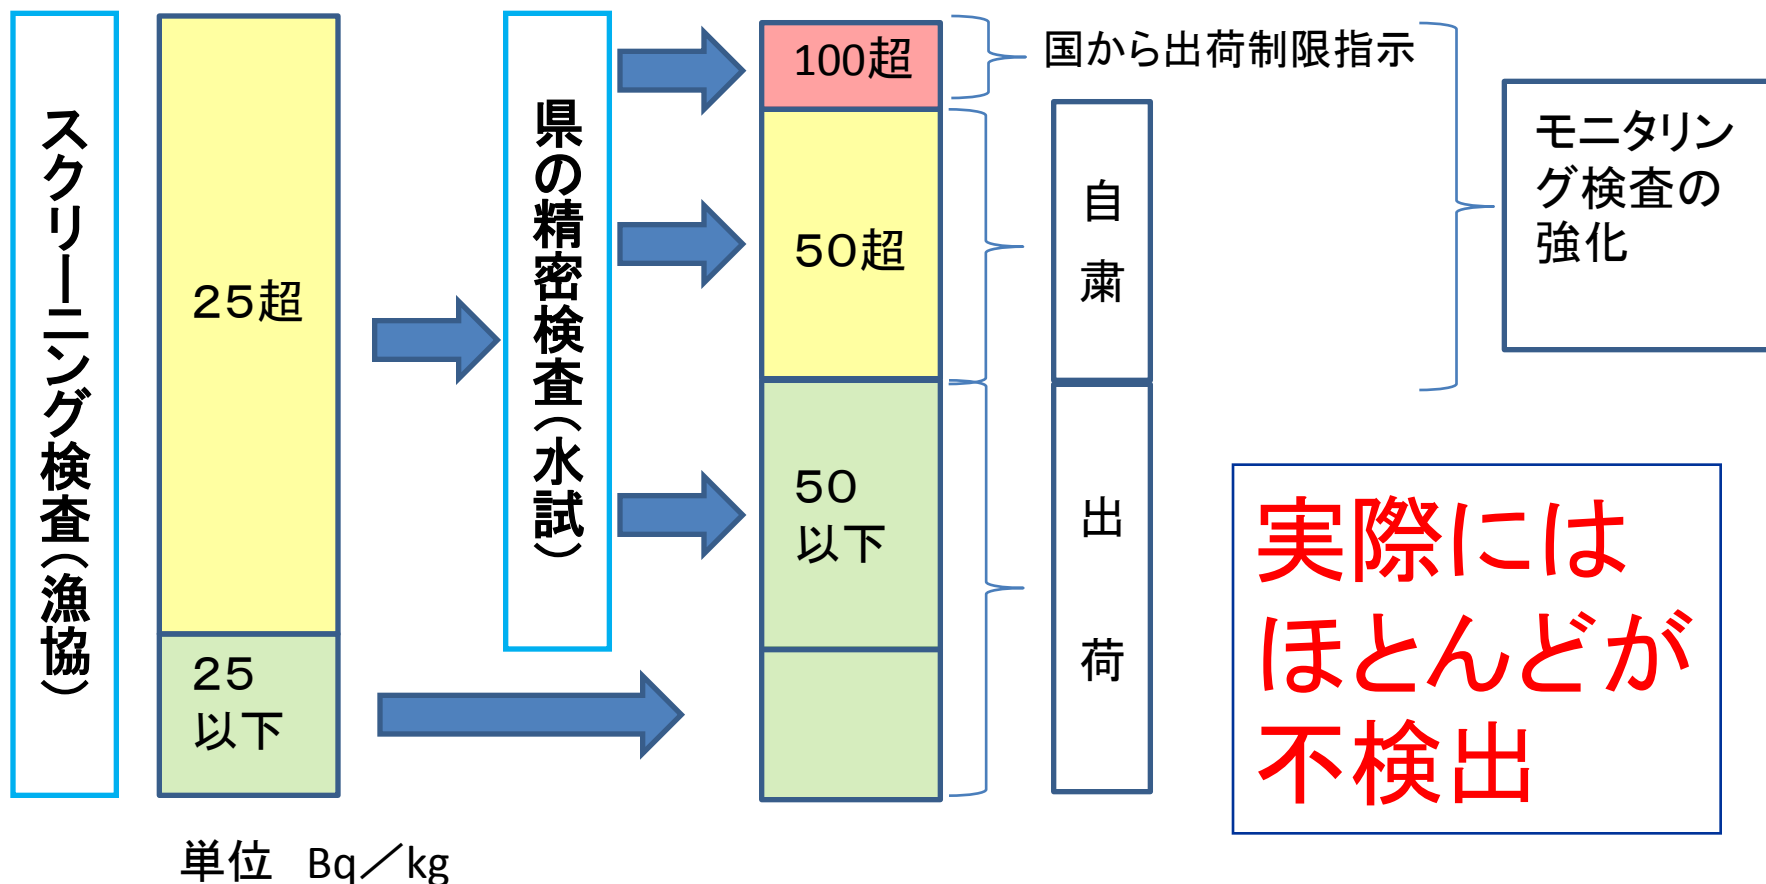 スクリーニング検査（漁協）
25超
25
以下
県の精密検査（水試）
100超
50超
50
以下
国から出荷制限指示
自粛
出荷
モニタリン
グ検査の
強化
実際には
ほとんどが
不検出
単位 Bq／kg